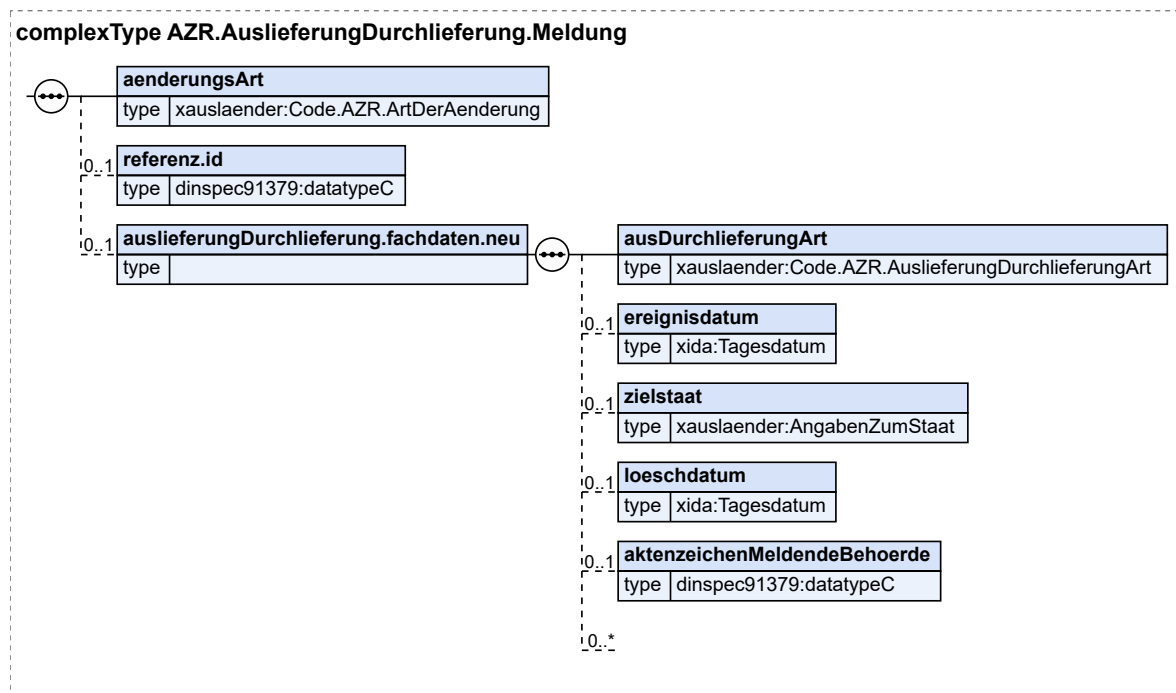 complexType AZR.AuslieferungDurchlieferung.Meldung
aenderungsArt
type xauslaender:Code.AZR.ArtDerAenderung
0..1 referenz.id
type dinspec91379:datatypeC
0..1 auslieferungDurchlieferung.fachdaten.neu
type
ausDurchlieferungArt
type xauslaender:Code.AZR.AuslieferungDurchlieferungArt
0..1 ereignisdatum
type xida:Tagesdatum
0..1 zielstaat
type xauslaender:AngabenZumStaat
0..1 loeschdatum
type xida:Tagesdatum
0..1 aktenzeichenMeldendeBehoerde
type dinspec91379:datatypeC
0..*